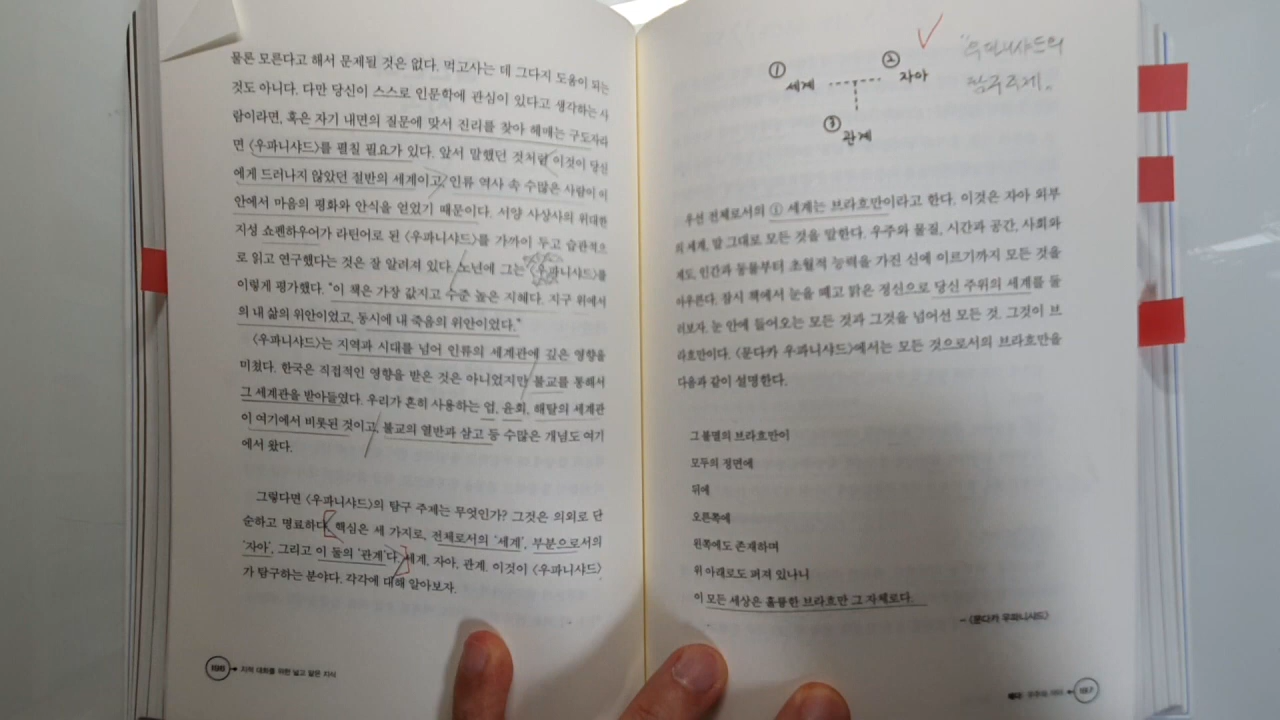 물론 모른다고 해서 문제될 것은 없다. 먹고사는 데 그다지 도움이 되는
것도 아니다. 다만 당신이 스스로 인문학에 관심이 있다고 생각하는 사
람이라면, 혹은 자기 내면의 질문에 맞서 진리를 찾아 헤매는 구도자라
면 〈우파니샤드〉를 펼칠 필요가 있다. 앞서 말했던 것처럼 이것이 당신
에게 드러나지 않았던 절반의 세계이고, 인류 역사 속 수많은 사람이 이
안에서 마음의 평화와 안식을 얻었기 때문이다. 서양 사상사의 위대한
지성 쇼펜하우어가 라틴어로 된 〈우파니샤드〉를 가까이 두고 습관적으
로 읽고 연구했다는 것은 잘 알려져 있다. 노년에 그는 〈우파니샤드〉를
이렇게 평가했다. “이 책은 가장 값지고 수준 높은 지혜다. 지구 위에서
의 내 삶의 위안이었고, 동시에 내 죽음의 위안이었다.”
〈우파니샤드〉는 지역과 시대를 넘어 인류의 세계관에 깊은 영향을
미쳤다. 한국은 직접적인 영향을 받은 것은 아니었지만 불교를 통해서
그 세계관을 받아들였다. 우리가 흔히 사용하는 업, 윤회, 해탈의 세계관
이 여기에서 비롯된 것이고, 불교의 열반과 삼고 등 수많은 개념도 여기
에서 왔다.
그렇다면 〈우파니샤드〉의 탐구 주제는 무엇인가? 그것은 의외로 단
순하고 명료하다. 핵심은 세 가지로, 전체로서의 ‘세계’, 부분으로서의
‘자아’, 그리고 이 둘의 ‘관계’다. 세계, 자아, 관계. 이것이 〈우파니샤드〉
가 탐구하는 분야다. 각각에 대해 알아보자.
196 지적 대화를 위한 넓고 얕은 지식
① 세계
② 자아
③ 관계
“우파니샤드의
탐구주제„
우선 전체로서의 ① 세계는 브라흐만이라고 한다. 이것은 자아 외부
의 세계, 말 그대로 모든 것을 말한다. 우주와 물질, 시간과 공간, 사회와
제도, 인간과 동물부터 초월적 능력을 가진 신에 이르기까지 모든 것을
아우른다. 잠시 책에서 눈을 떼고 맑은 정신으로 당신 주위의 세계를 둘
러보자. 눈 안에 들어오는 모든 것과 그것을 넘어선 모든 것. 그것이 브
라흐만이다. 〈문다카 우파니샤드〉에서는 모든 것으로서의 브라흐만을
다음과 같이 설명한다.
그 불멸의 브라흐만이
모두의 정면에
뒤에
오른쪽에
왼쪽에도 존재하며
위 아래로도 퍼져 있나니
이 모든 세상은 훌륭한 브라흐만 그 자체로다.
– 〈문다카 우파니샤드〉
197